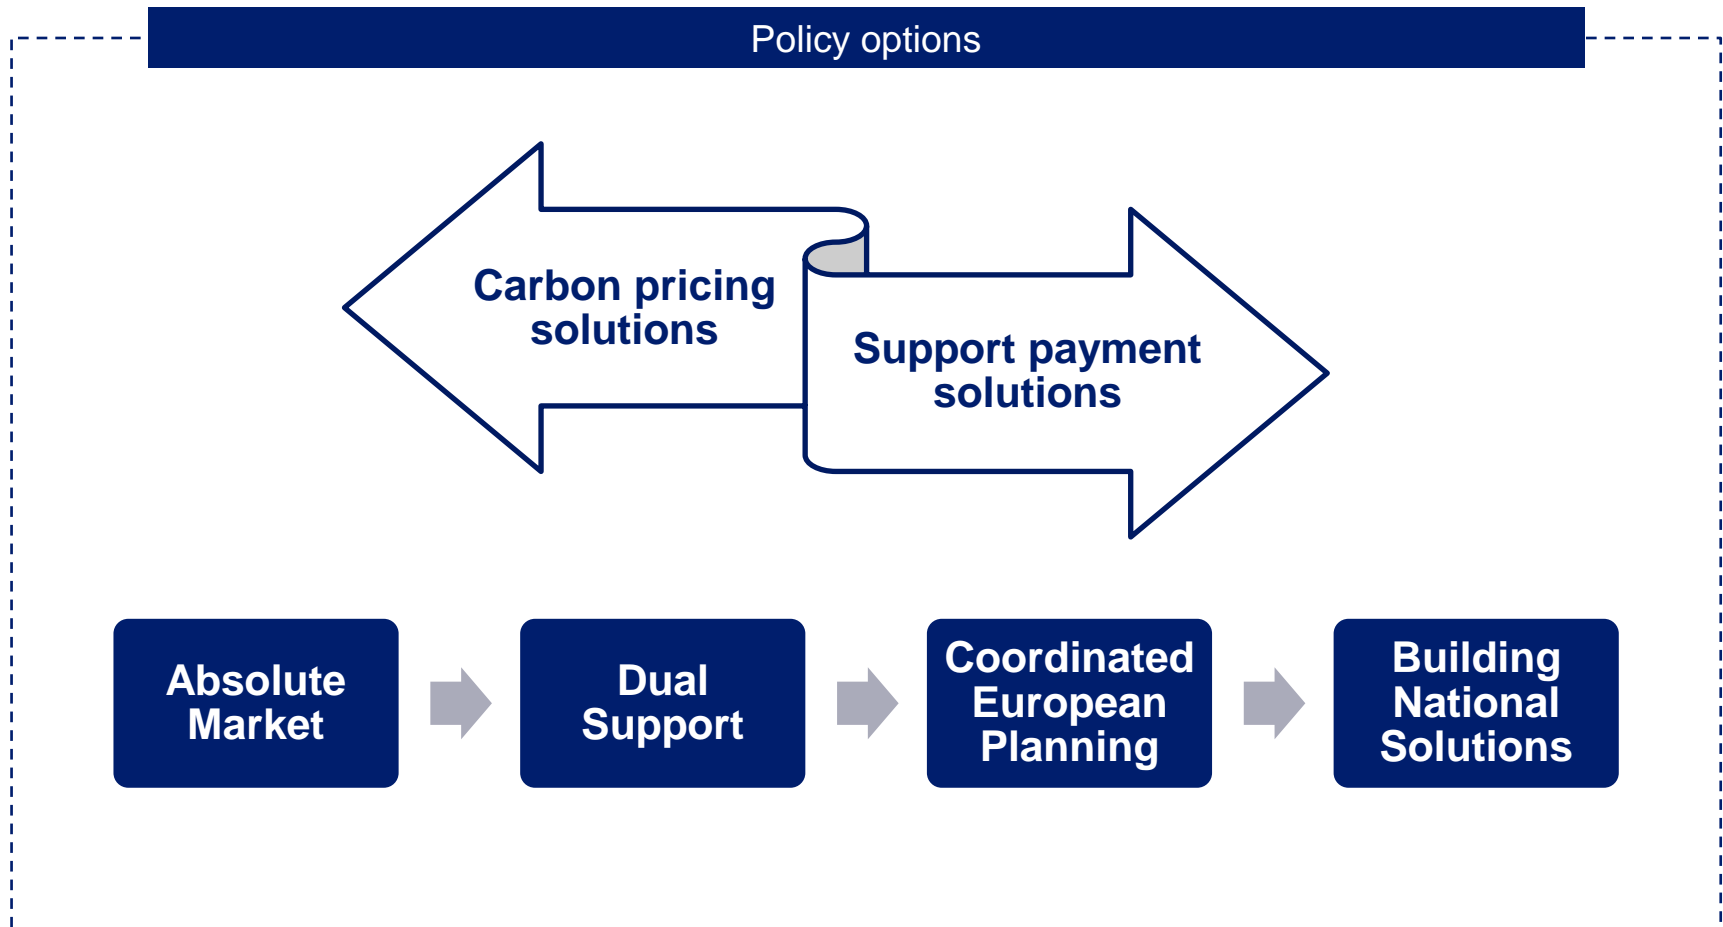 Policy options
Carbon pricing
solutions
Support payment
solutions
Absolute
Market
Dual
Support
Coordinated
European
Planning
Building
National
Solutions